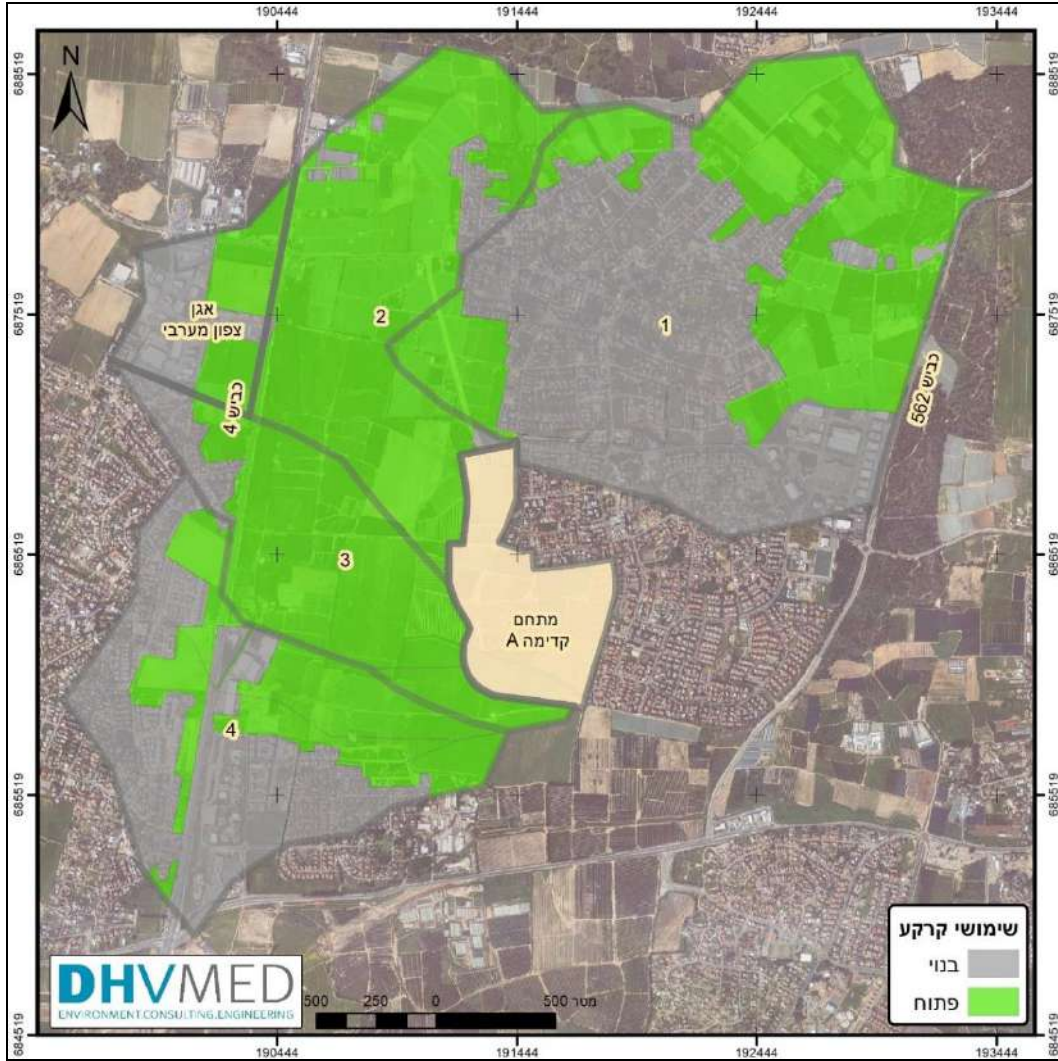 190444 191444 192444 193444
688519 688519
N
687519 687519
אגן
צפון מערבי
2
1
כביש 4
כביש 562
686519 686519
3
מתחם
קדימה A
4
685519 685519
שימושי קרקע
בנוי
פתוח
DHVMED
ENVIRONMENT.CONSULTING.ENGINEERING
500 250 0 500 מטר
684519 684519
190444 191444 192444 193444